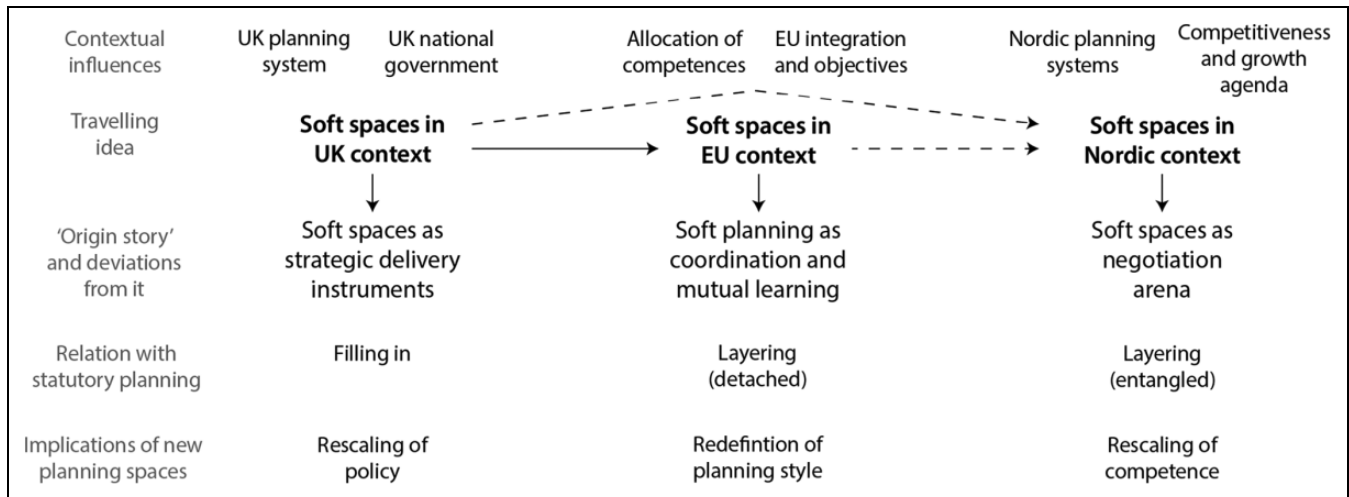 Contextual
influences
UK planning
system
UK national
government
Allocation of
competences
EU integration
and objectives
Nordic planning
systems
Competitiveness
and growth
agenda
Travelling
idea
Soft spaces in
UK context
Soft spaces in
EU context
Soft spaces in
Nordic context
‘Origin story’
and deviations
from it
Soft spaces as
strategic delivery
instruments
Soft planning as
coordination and
mutual learning
Soft spaces as
negotiation
arena
Relation with
statutory planning
Filling in
Layering
(detached)
Layering
(entangled)
Implications of new
planning spaces
Rescaling of
policy
Redefintion of
planning style
Rescaling of
competence